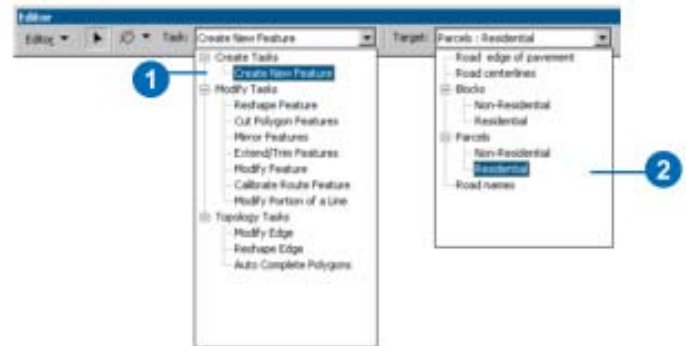 Editor
Editor Task: Create New Feature Target: Parcels : Residential
Create Tasks
Create New Feature
Modify Tasks
Reshape Feature
Cut Polygon Features
Mirror Features
Extend/Trim Features
Modify Feature
Calibrate Route Feature
Modify Portion of a Line
Topology Tasks
Modify Edge
Reshape Edge
Auto Complete Polygons
Road edge of pavement
Road centerlines
Blocks
Non-Residential
Residential
Parcels
Non-Residential
Residential
Road names
1
2